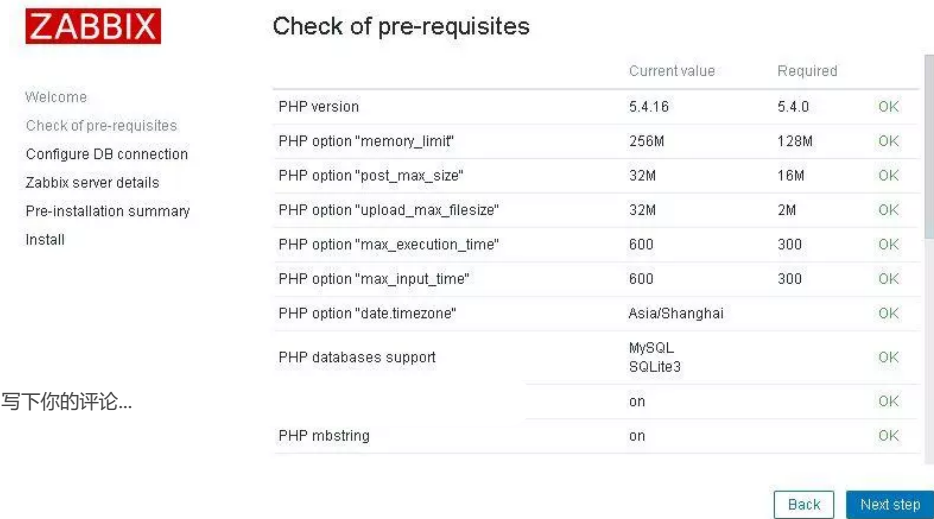 ZABBIX
Check of pre-requisites
Welcome
Check of pre-requisites
Configure DB connection
Zabbix server details
Pre-installation summary
Install
Current value Required
PHP version 5.4.16 5.4.0 OK
PHP option "memory_limit" 256M 128M OK
PHP option "post_max_size" 32M 16M OK
PHP option "upload_max_filesize" 32M 2M OK
PHP option "max_execution_time" 600 300 OK
PHP option "max_input_time" 600 300 OK
PHP option "date.timezone" Asia/Shanghai OK
PHP databases support MySQL OK
SQLite3
on OK
PHP mbstring on OK
写下你的评论...
Back Next step